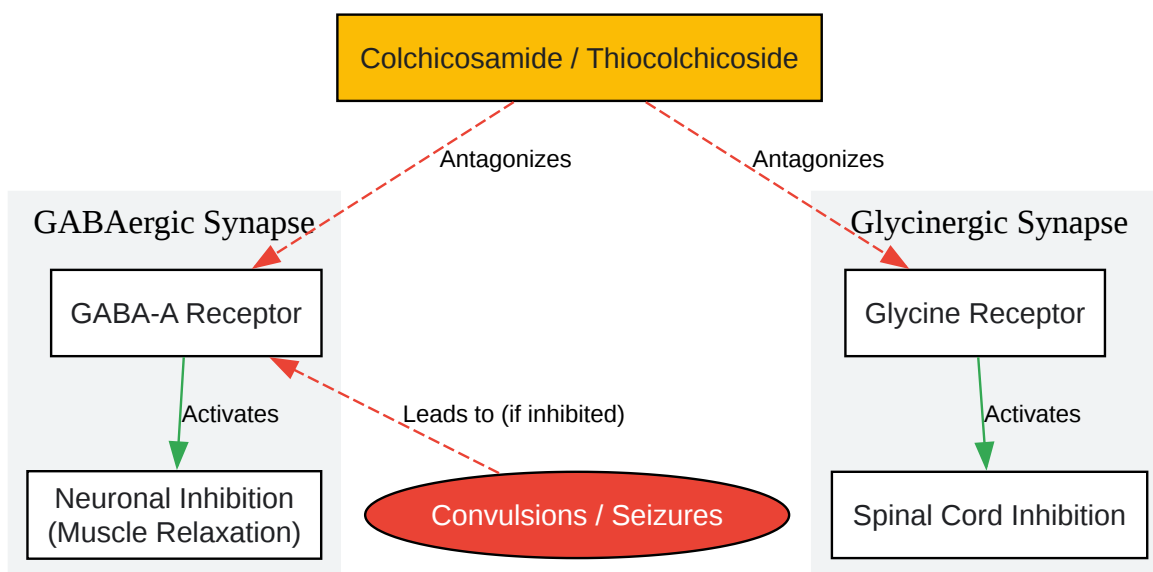 Colchicosamide / Thiocolchicoside
Antagonizes
Antagonizes
GABAergic Synapse
Glycinergic Synapse
GABA-A Receptor
Glycine Receptor
Activates
Leads to (if inhibited)
Activates
Neuronal Inhibition
(Muscle Relaxation)
Convulsions / Seizures
Spinal Cord Inhibition